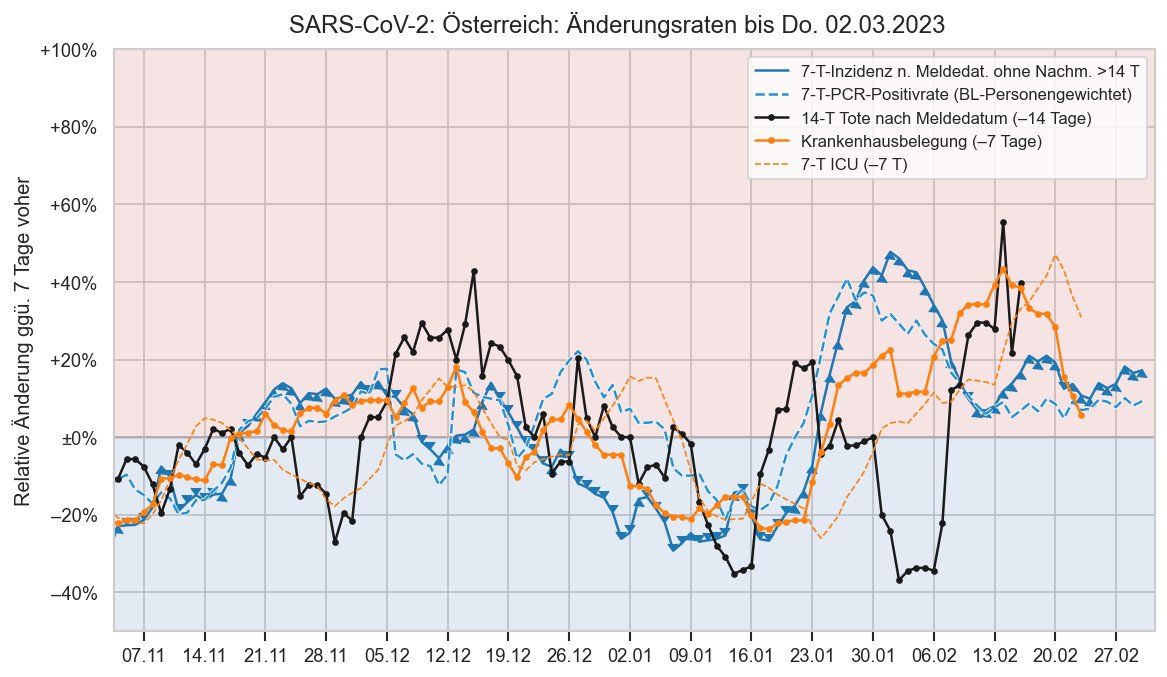 SARS-CoV-2: Österreich: Änderungsraten bis Do. 02.03.2023
Relative Änderung ggü. 7 Tage voher
+100%
+80%
+60%
+40%
+20%
±0%
–20%
–40%
7-T-Inzidenz n. Meldedat. ohne Nachm. >14 T
7-T-PCR-Positivrate (BL-Personengewichtet)
14-T Tote nach Meldedatum (–14 Tage)
Krankenhausbelegung (–7 Tage)
7-T ICU (–7 T)
07.11 14.11 21.11 28.11 05.12 12.12 19.12 26.12 02.01 09.01 16.01 23.01 30.01 06.02 13.02 20.02 27.02